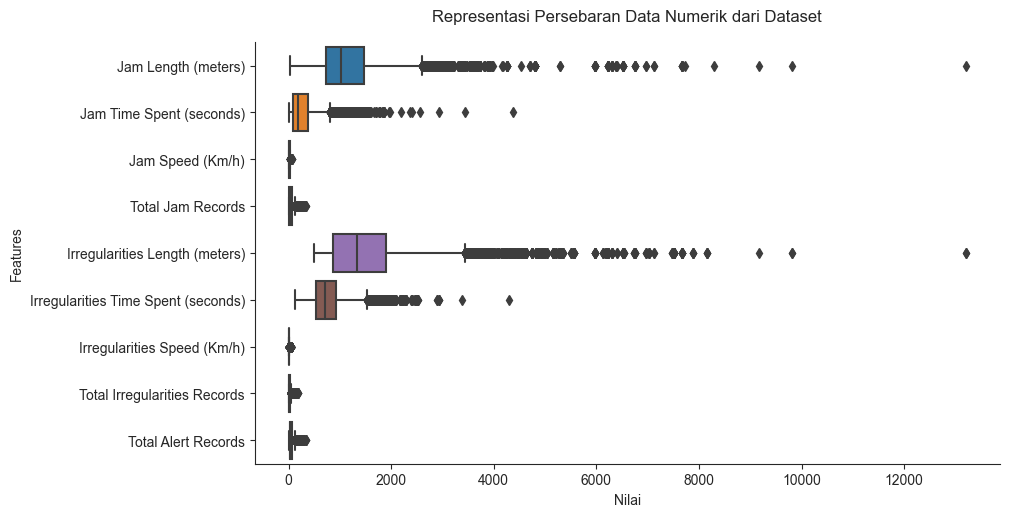 Representasi Persebaran Data Numerik dari Dataset
Features
Jam Length (meters)
Jam Time Spent (seconds)
Jam Speed (Km/h)
Total Jam Records
Irregularities Length (meters)
Irregularities Time Spent (seconds)
Irregularities Speed (Km/h)
Total Irregularities Records
Total Alert Records
0 2000 4000 6000 8000 10000 12000
Nilai